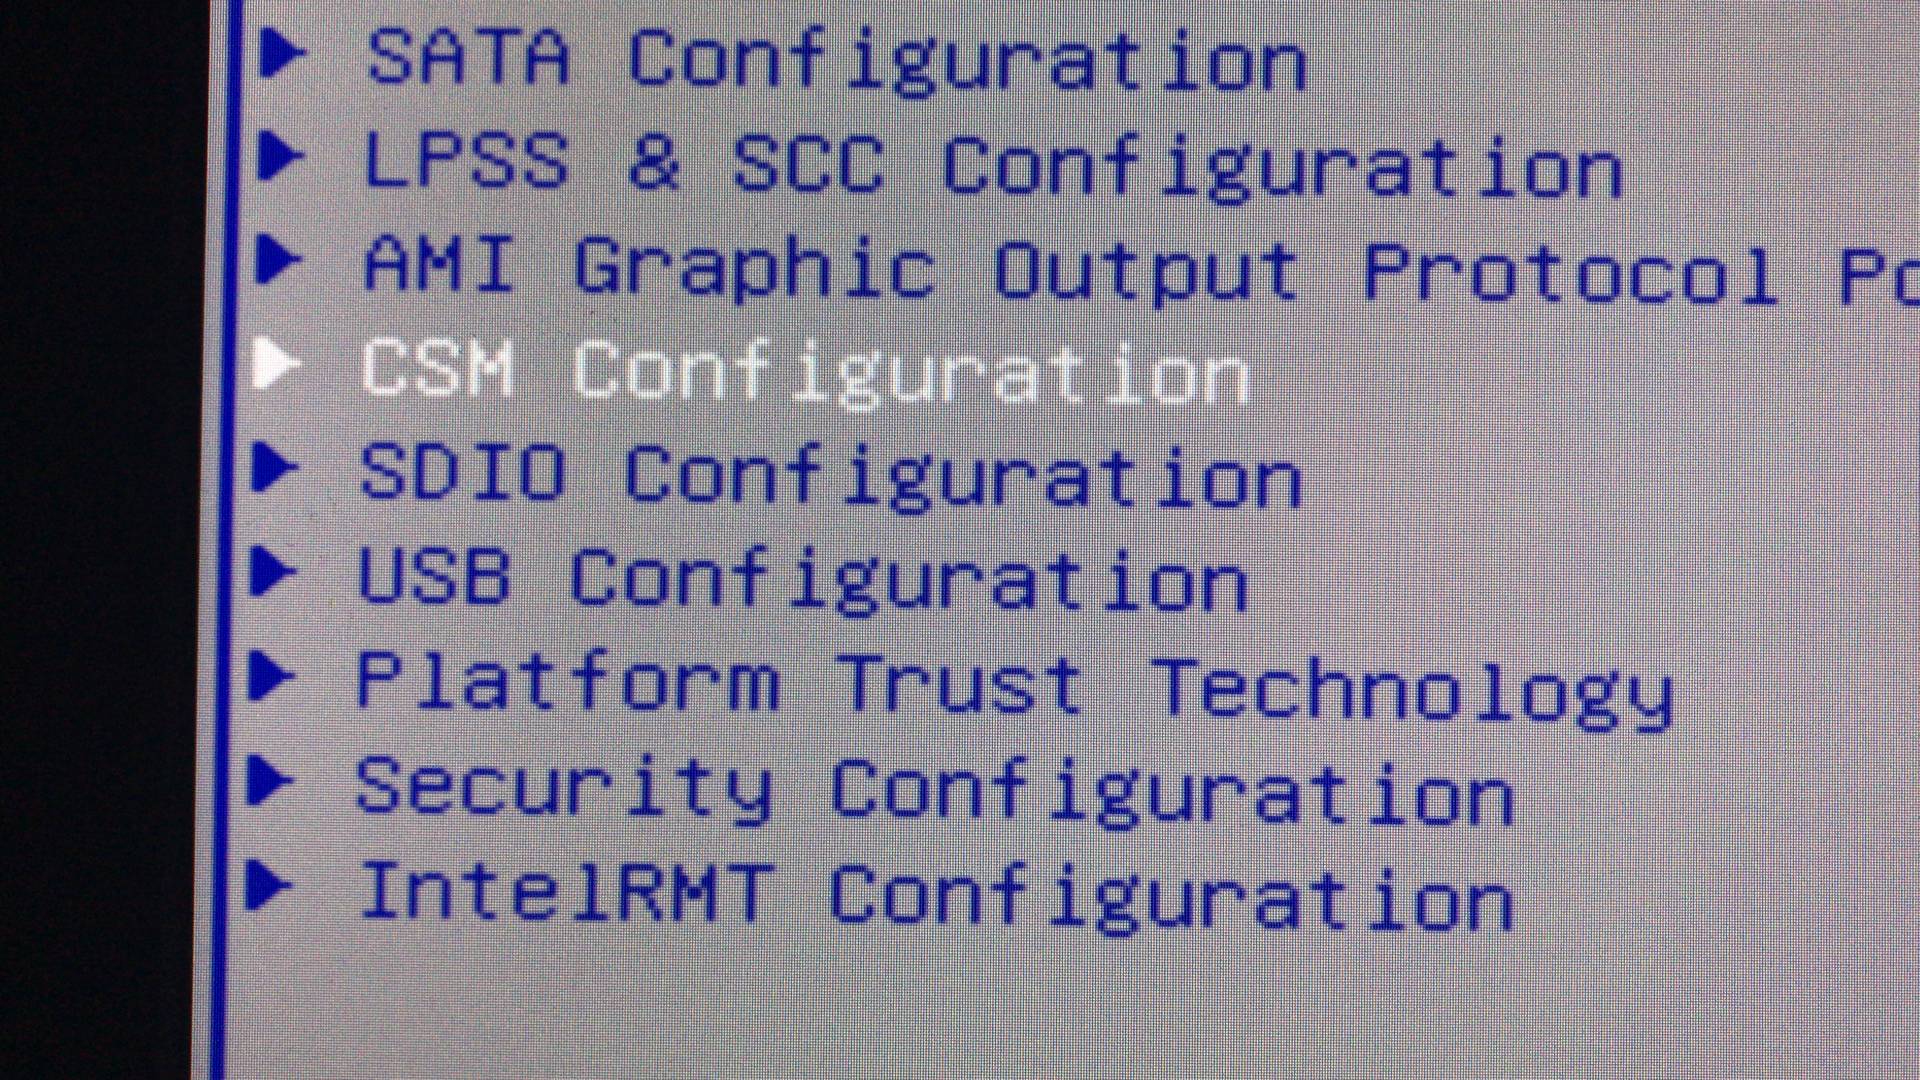 SATA Configuration
LPSS & SCC Configuration
AMI Graphic Output Protocol
CSM Configuration
SDIO Configuration
USB Configuration
Platform Trust Technology
Security Configuration
IntelRMT Configuration